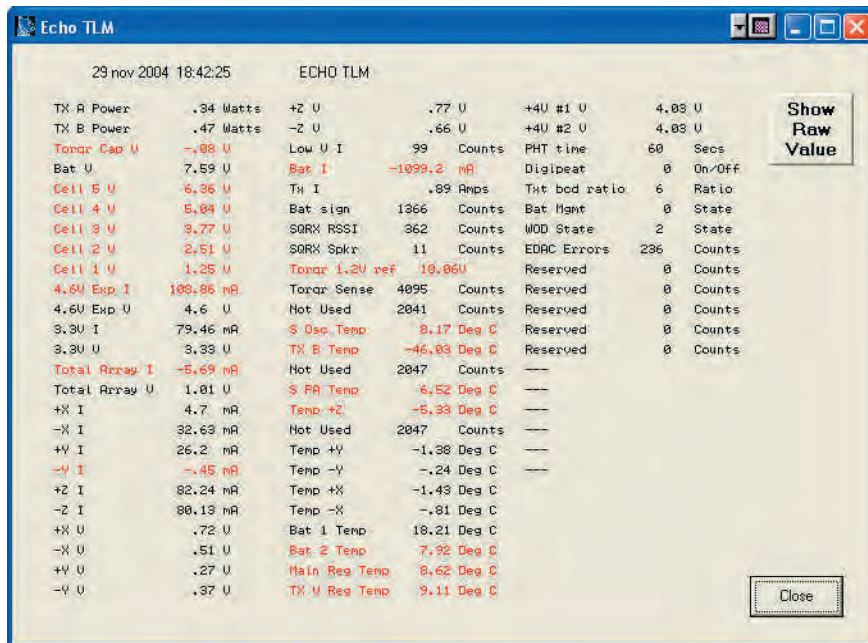 Echo TLM
29 nov 2004 18:42:25 ECHO TLM
TX A Power .34 Watts +Z V .77 V +4V #1 V 4.03 V
TX B Power .47 Watts -Z V .66 V +4V #2 V 4.03 V
Torqr Cap V -.08 V Low V I 99 Counts PHT time 60 Secs
Bat V 7.59 V Bat I -1099.2 mA Digipeat 0 On/Off
Cell 5 V 6.36 V Tx I .89 Amps Txt bcd ratio 6 Ratio
Cell 4 V 5.04 V Bat sign 1366 Counts Bat Mgmt 0 State
Cell 3 V 3.77 V SQRX RSSI 362 Counts WOD State 2 State
Cell 2 V 2.51 V SQRX Spkr 11 Counts EDAC Errors 236 Counts
Cell 1 V 1.25 V Torqr 1.2V ref 10.06V Reserved 0 Counts
4.6V Exp I 108.86 mA Torqr Sense 4095 Counts Reserved 0 Counts
4.6V Exp V 4.6 V Not Used 2041 Counts Reserved 0 Counts
3.3V I 79.46 mA S Osc Temp 8.17 Deg C Reserved 0 Counts
3.3V V 3.33 V TX B Temp -46.03 Deg C Reserved 0 Counts
Total Array I -5.69 mA Not Used 2047 Counts ---
Total Array V 1.01 V S PA Temp 6.52 Deg C ---
+X I 4.7 mA Temp +Z -5.33 Deg C ---
-X I 32.63 mA Not Used 2047 Counts ---
+Y I 26.2 mA Temp +Y -1.38 Deg C ---
-Y I -.45 mA Temp -Y -.24 Deg C ---
+Z I 82.24 mA Temp +X -1.43 Deg C
-Z I 80.13 mA Temp -X -.81 Deg C
+X V .72 V Bat 1 Temp 18.21 Deg C
-X V .51 V Bat 2 Temp 7.92 Deg C
+Y V .27 V Main Reg Temp 8.62 Deg C
-Y V .37 V TX V Reg Temp 9.11 Deg C
Show
Raw
Value
Close